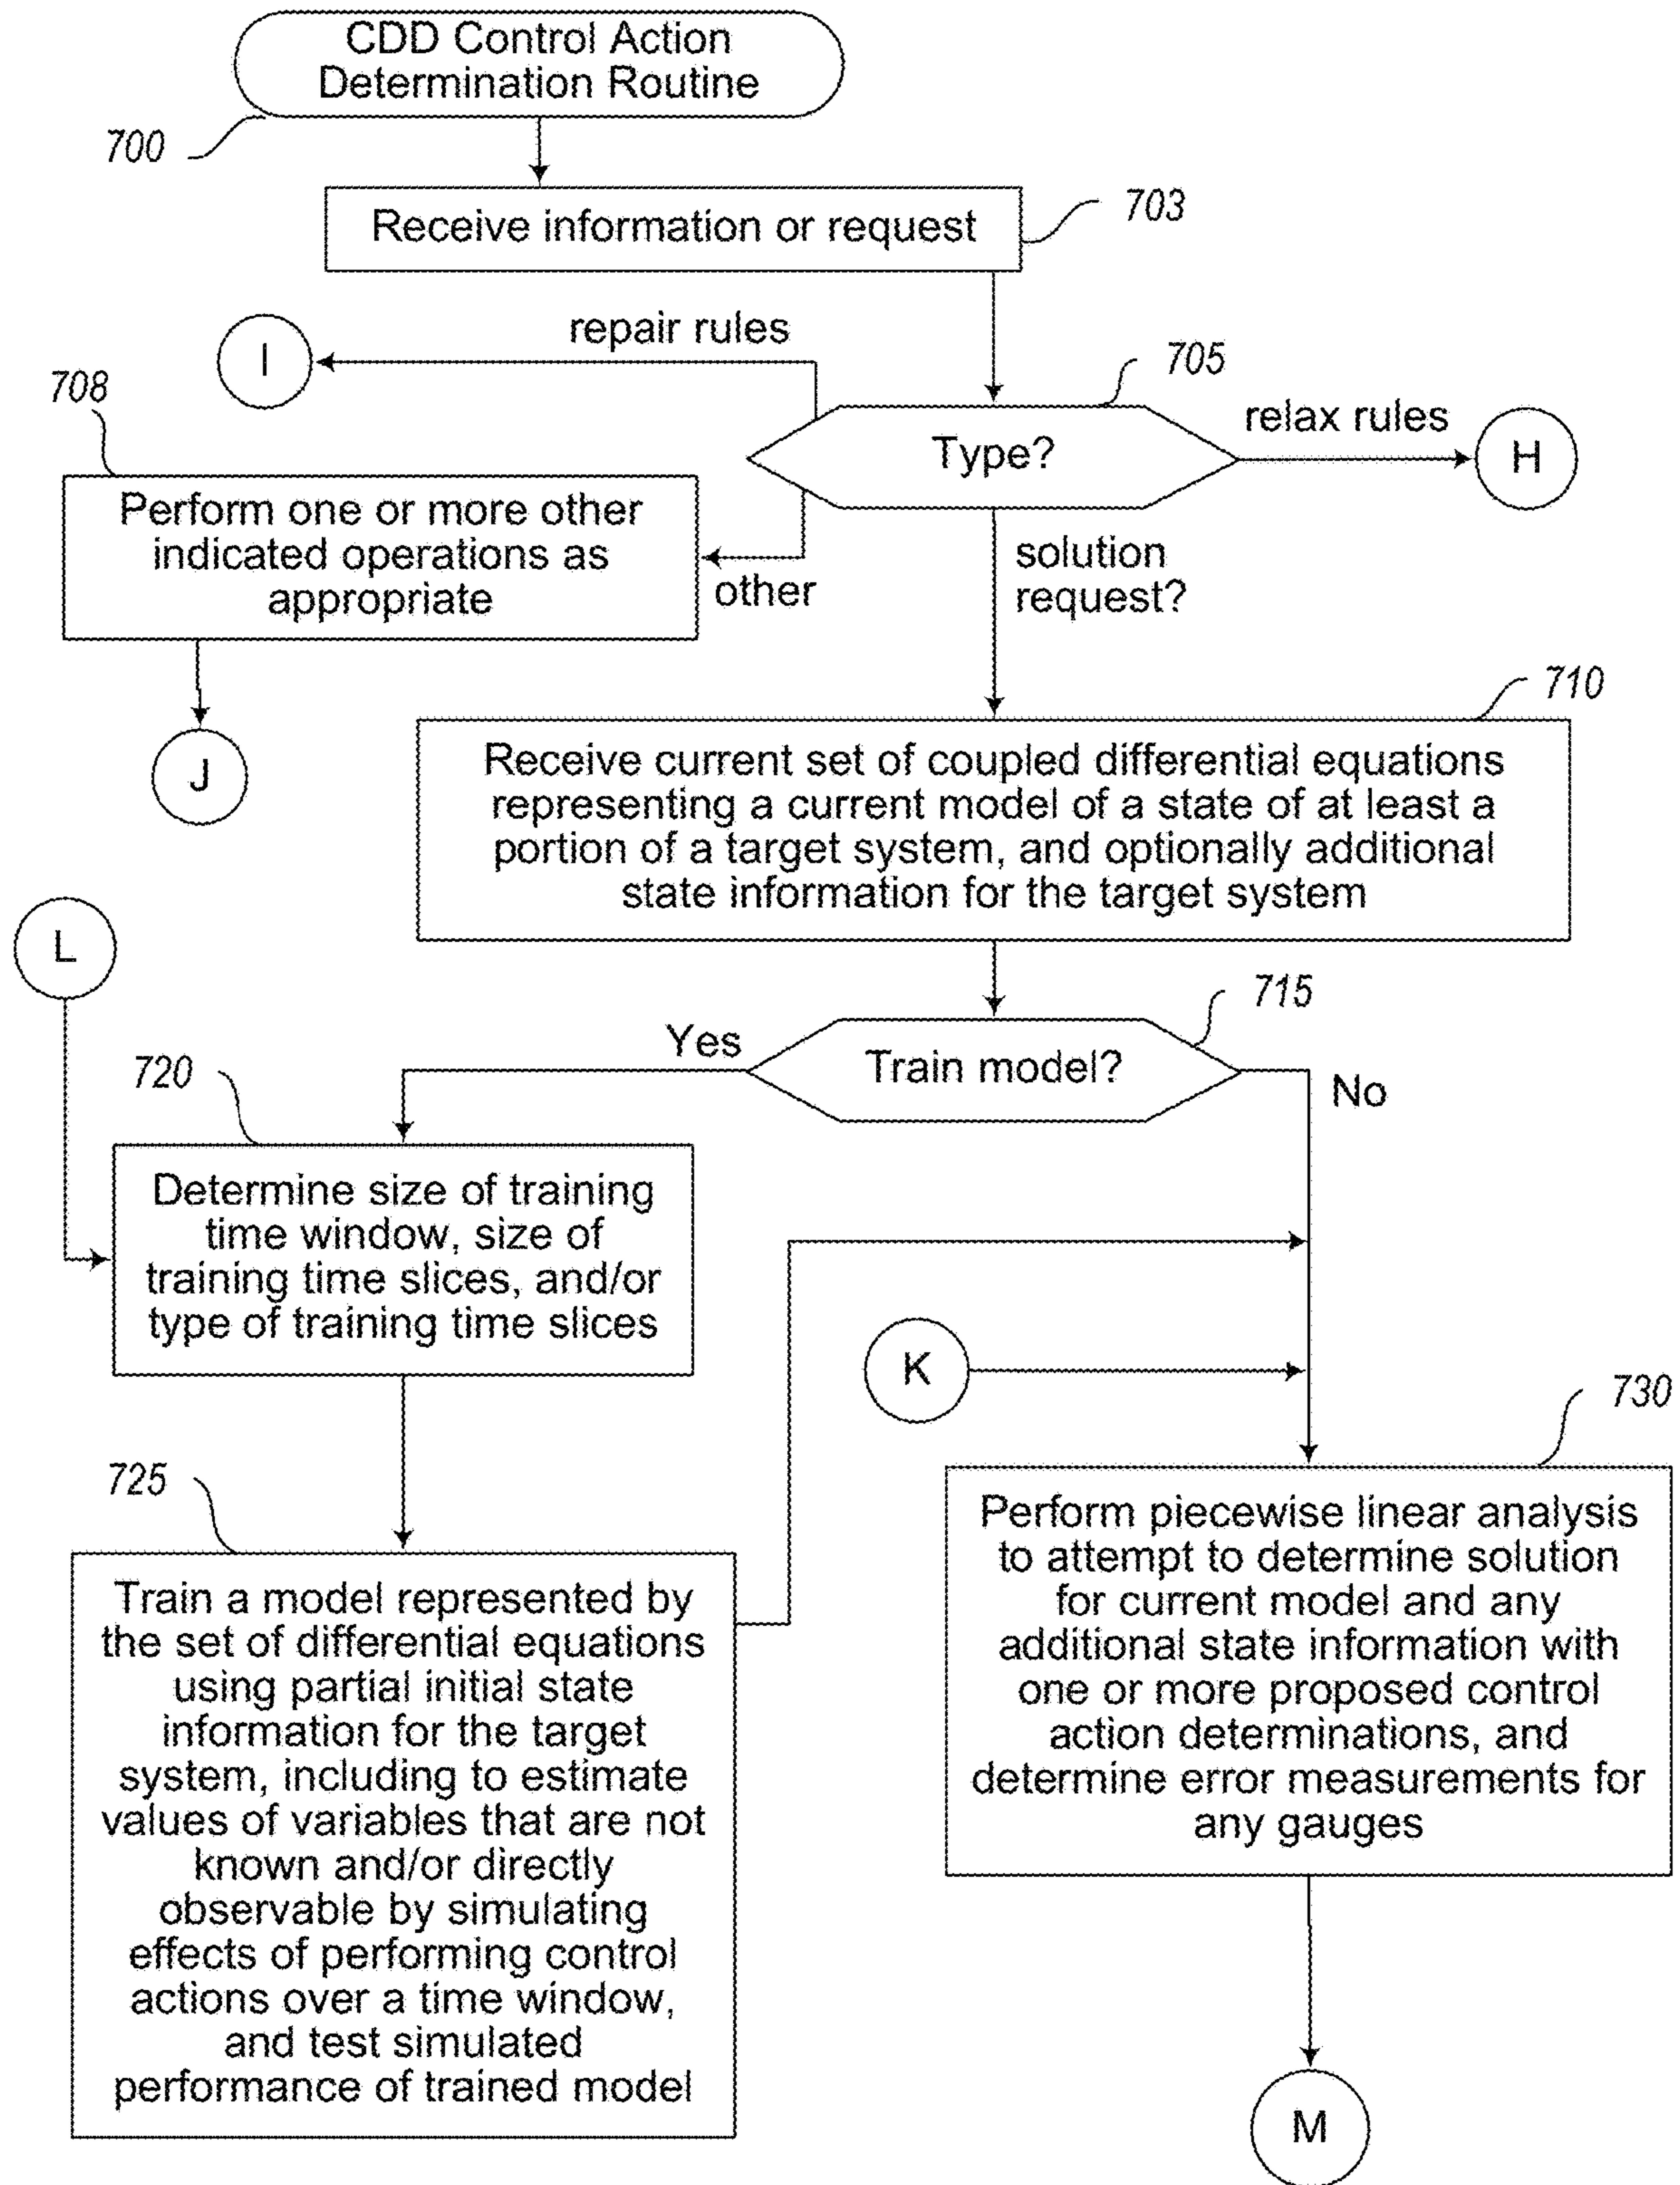 CDD Control Action
Determination Routine
700
Receive information or request
703
repair rules
I
705
708
Type?
relax rules
H
Perform one or more other
indicated operations as
appropriate
other
solution
request?
J
710
Receive current set of coupled differential equations
representing a current model of a state of at least a
portion of a target system, and optionally additional
state information for the target system
L
715
Yes
Train model?
No
720
Determine size of training
time window, size of
training time slices, and/or
type of training time slices
K
730
725
Perform piecewise linear analysis
to attempt to determine solution
for current model and any
additional state information with
one or more proposed control
action determinations, and
determine error measurements for
any gauges
Train a model represented by
the set of differential equations
using partial initial state
information for the target
system, including to estimate
values of variables that are not
known and/or directly
observable by simulating
effects of performing control
actions over a time window,
and test simulated
performance of trained model
M